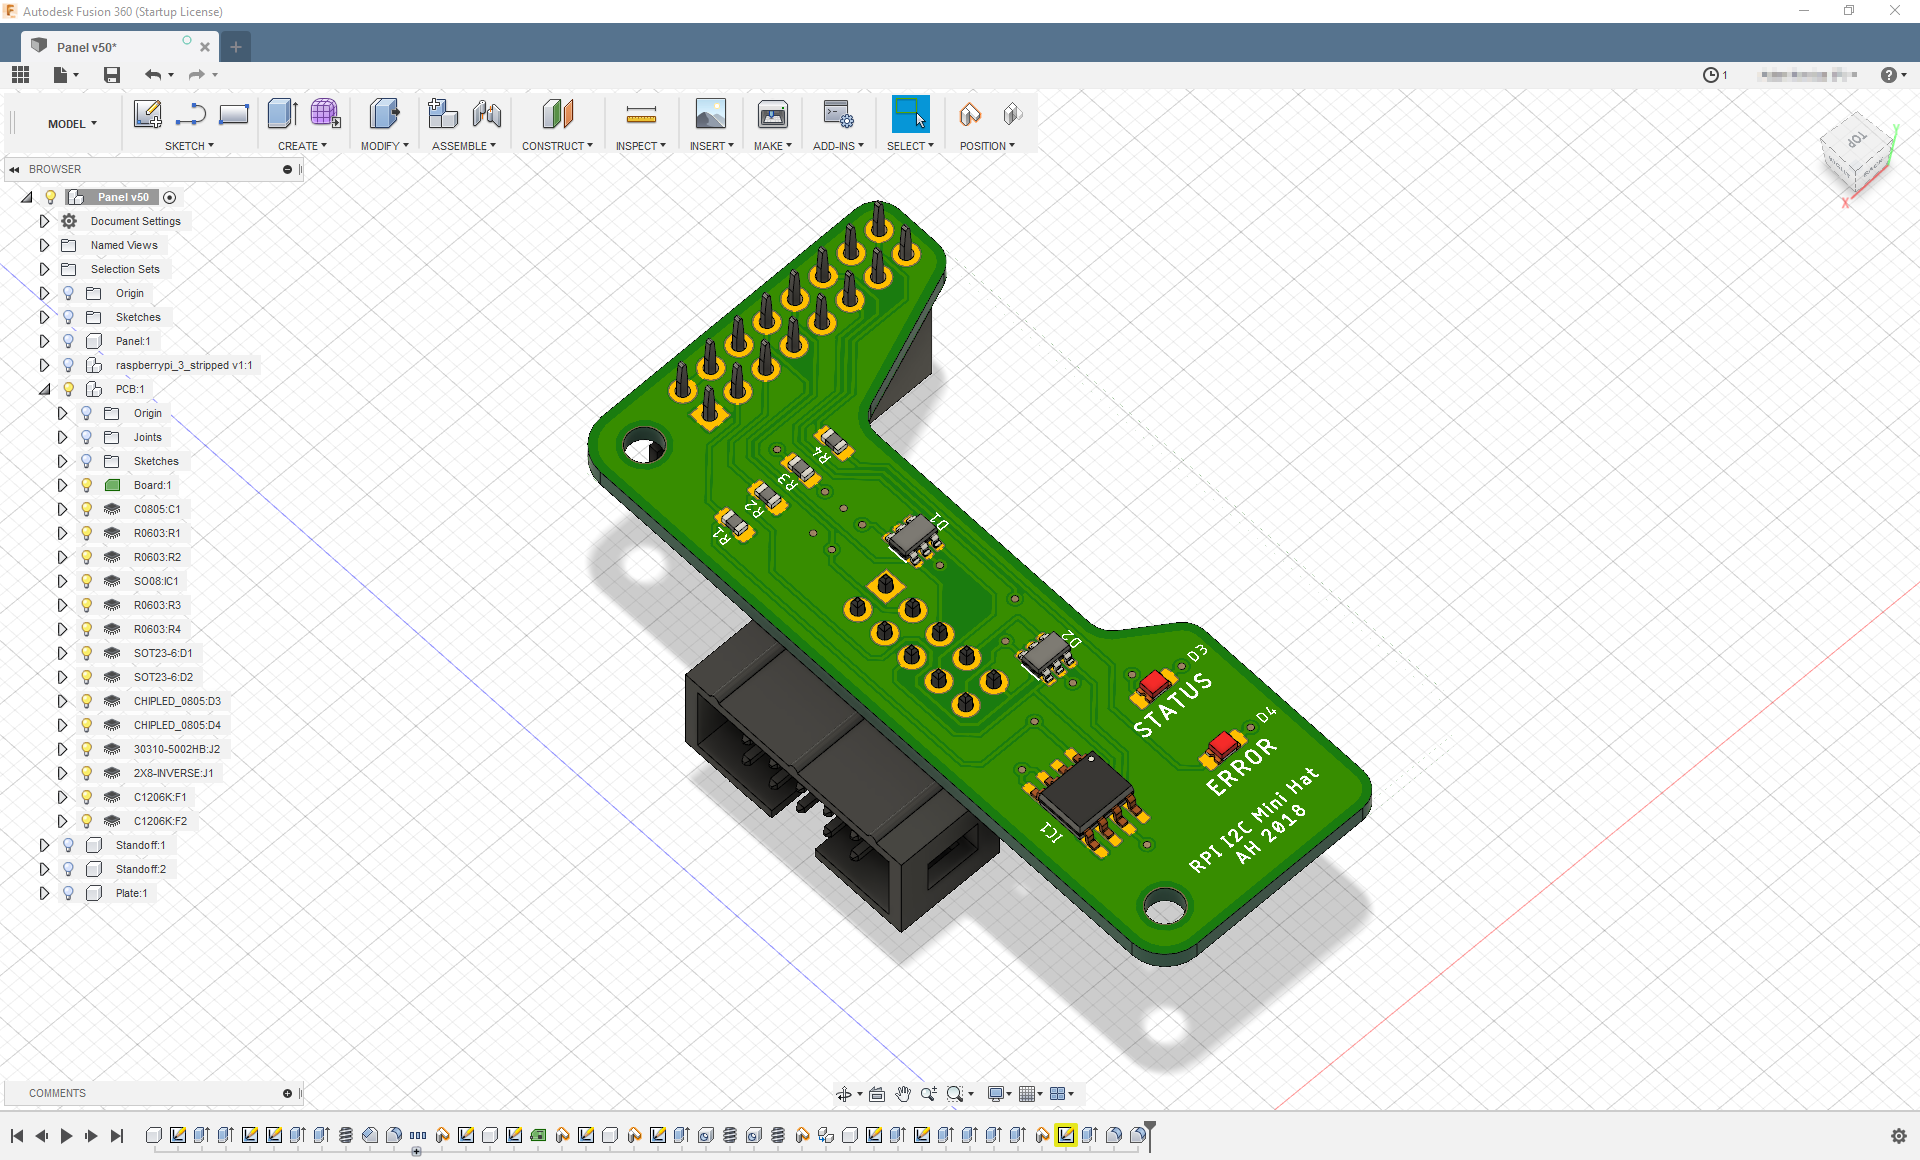 Autodesk Fusion 360 (Startup License)
Panel v50*
1
MODEL
SKETCH
CREATE
MODIFY
ASSEMBLE
CONSTRUCT
INSPECT
INSERT
MAKE
ADD-INS
SELECT
POSITION
BROWSER
Panel v50
Document Settings
Named Views
Selection Sets
Origin
Sketches
Panel:1
raspberrypi_3_stripped v1:1
PCB:1
Origin
Joints
Sketches
Board:1
C0805:C1
R0603:R1
R0603:R2
SO08:IC1
R0603:R3
R0603:R4
SOT23-6:D1
SOT23-6:D2
CHIPLED_0805:D3
CHIPLED_0805:D4
30310-5002HB:J2
2X8-INVERSE:J1
C1206K:F1
C1206K:F2
Standoff:1
Standoff:2
Plate:1
TOP
Y
X
R4
R3
R2
R1
D1
D2
D3
STATUS
D4
ERROR
IC1
RPI I2C Mini Hat
AH 2018
COMMENTS